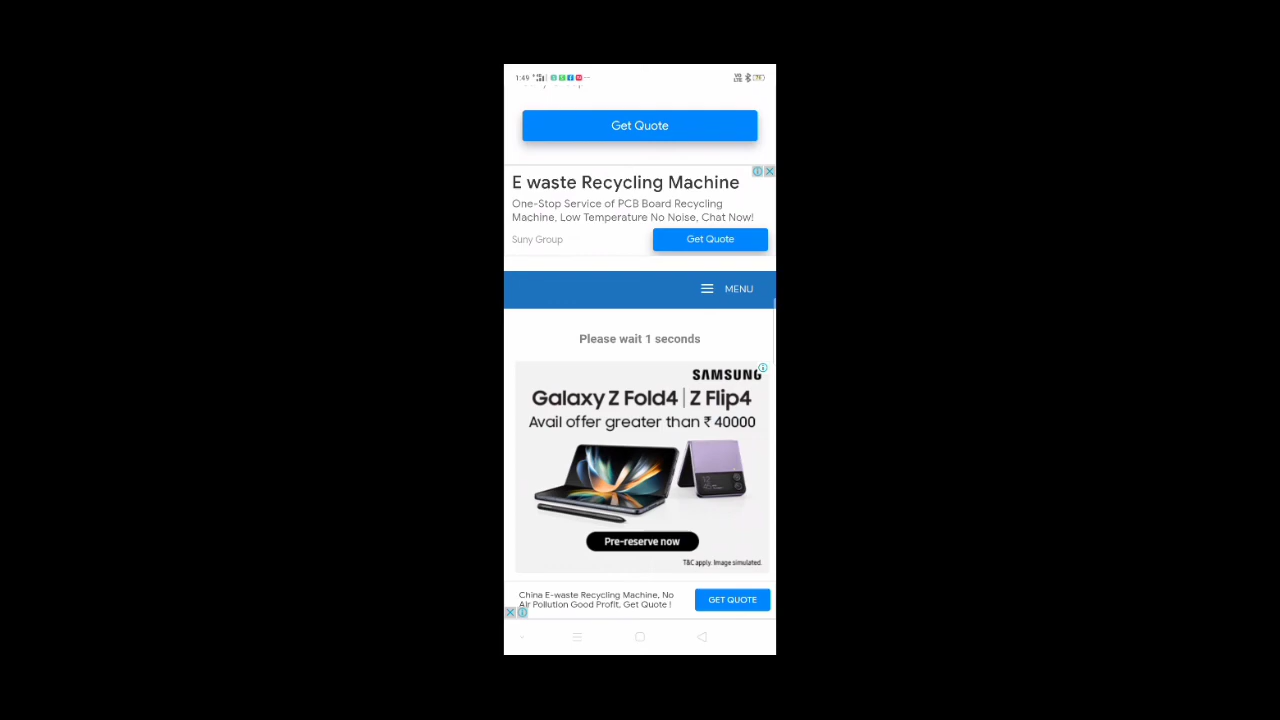 1:49
Get Quote
E waste Recycling Machine
One-Stop Service of PCB Board Recycling
Machine, Low Temperature No Noise, Chat Now!
Suny Group
Get Quote
MENU
Please wait 1 seconds
SAMSUNG
Galaxy Z Fold4 | Z Flip4
Avail offer greater than ₹ 40000
Pre-reserve now
T&C apply. Image simulated.
China E-waste Recycling Machine, No
Air Pollution Good Profit, Get Quote !
GET QUOTE